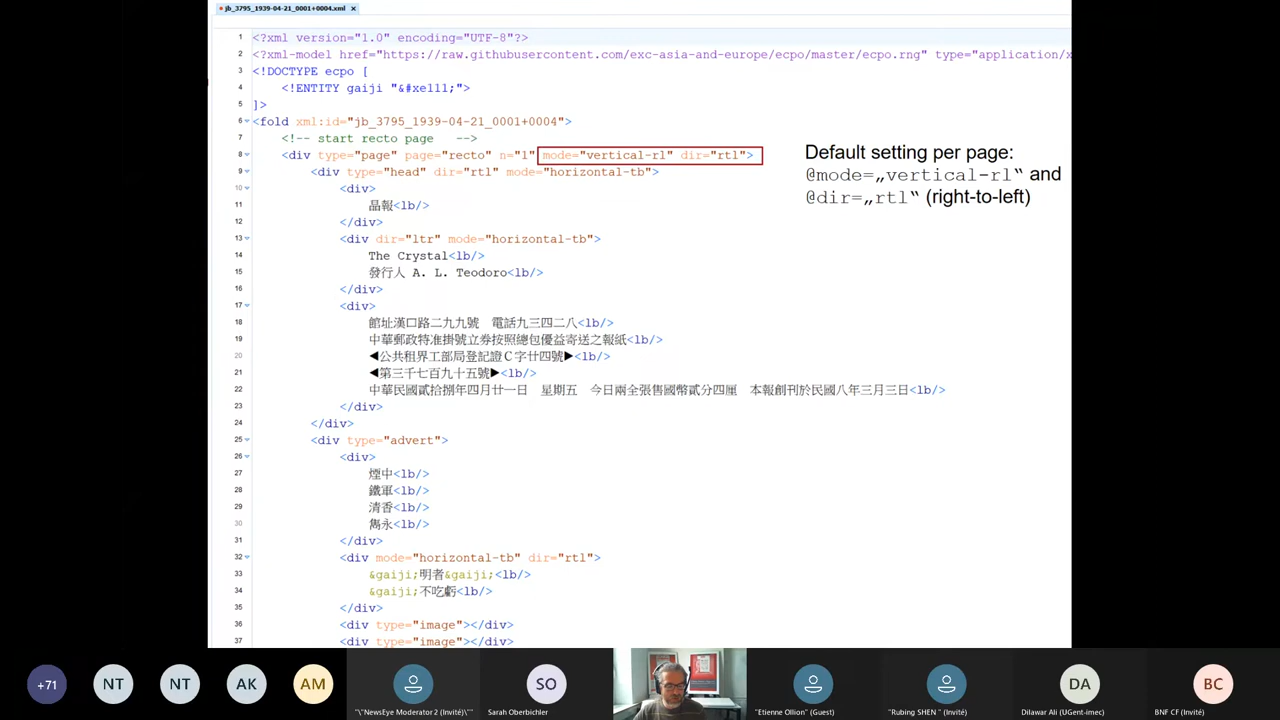 jb_3795_1939-04-21_0001+0004.xml ×
1 <?xml version="1.0" encoding="UTF-8"?>
2 <?xml-model href="https://raw.githubusercontent.com/exc-asia-and-europe/ecpo/master/ecpo.rng" type="application/x
3 <!DOCTYPE ecpo [
4 <!ENTITY gaiji "&#xe111;">
5 ]>
6 <fold xml:id="jb_3795_1939-04-21_0001+0004">
7 <!-- start recto page -->
8 <div type="page" page="recto" n="1" mode="vertical-rl" dir="rtl">
9 <div type="head" dir="rtl" mode="horizontal-tb">
10 <div>
11 晶報<lb/>
12 </div>
13 <div dir="ltr" mode="horizontal-tb">
14 The Crystal<lb/>
15 發行人 A. L. Teodoro<lb/>
16 </div>
17 <div>
18 館址漢口路二九九號　電話九三四二八<lb/>
19 中華郵政特准掛號立券按照總包優益寄送之報紙<lb/>
20 ◀公共租界工部局登記證Ｃ字廿四號▶<lb/>
21 ◀第三千七百九十五號▶<lb/>
22 中華民國貳拾捌年四月廿一日　星期五　今日兩全張售國幣貳分四厘　本報創刊於民國八年三月三日<lb/>
23 </div>
24 </div>
25 <div type="advert">
26 <div>
27 煙中<lb/>
28 鐵軍<lb/>
29 清香<lb/>
30 雋永<lb/>
31 </div>
32 <div mode="horizontal-tb" dir="rtl">
33 &gaiji;明者&gaiji;<lb/>
34 &gaiji;不吃虧<lb/>
35 </div>
36 <div type="image"></div>
37 <div type="image"></div>
Default setting per page:
@mode=„vertical-rl“ and
@dir=„rtl“ (right-to-left)
+71
NT
NT
AK
AM
SO
DA
BC
"\"NewsEye Moderator 2 (Invité)\""
Sarah Oberbichler
"Etienne Ollion" (Guest)
"Rubing SHEN " (Invité)
Dilawar Ali (UGent-imec)
BNF CF (Invité)